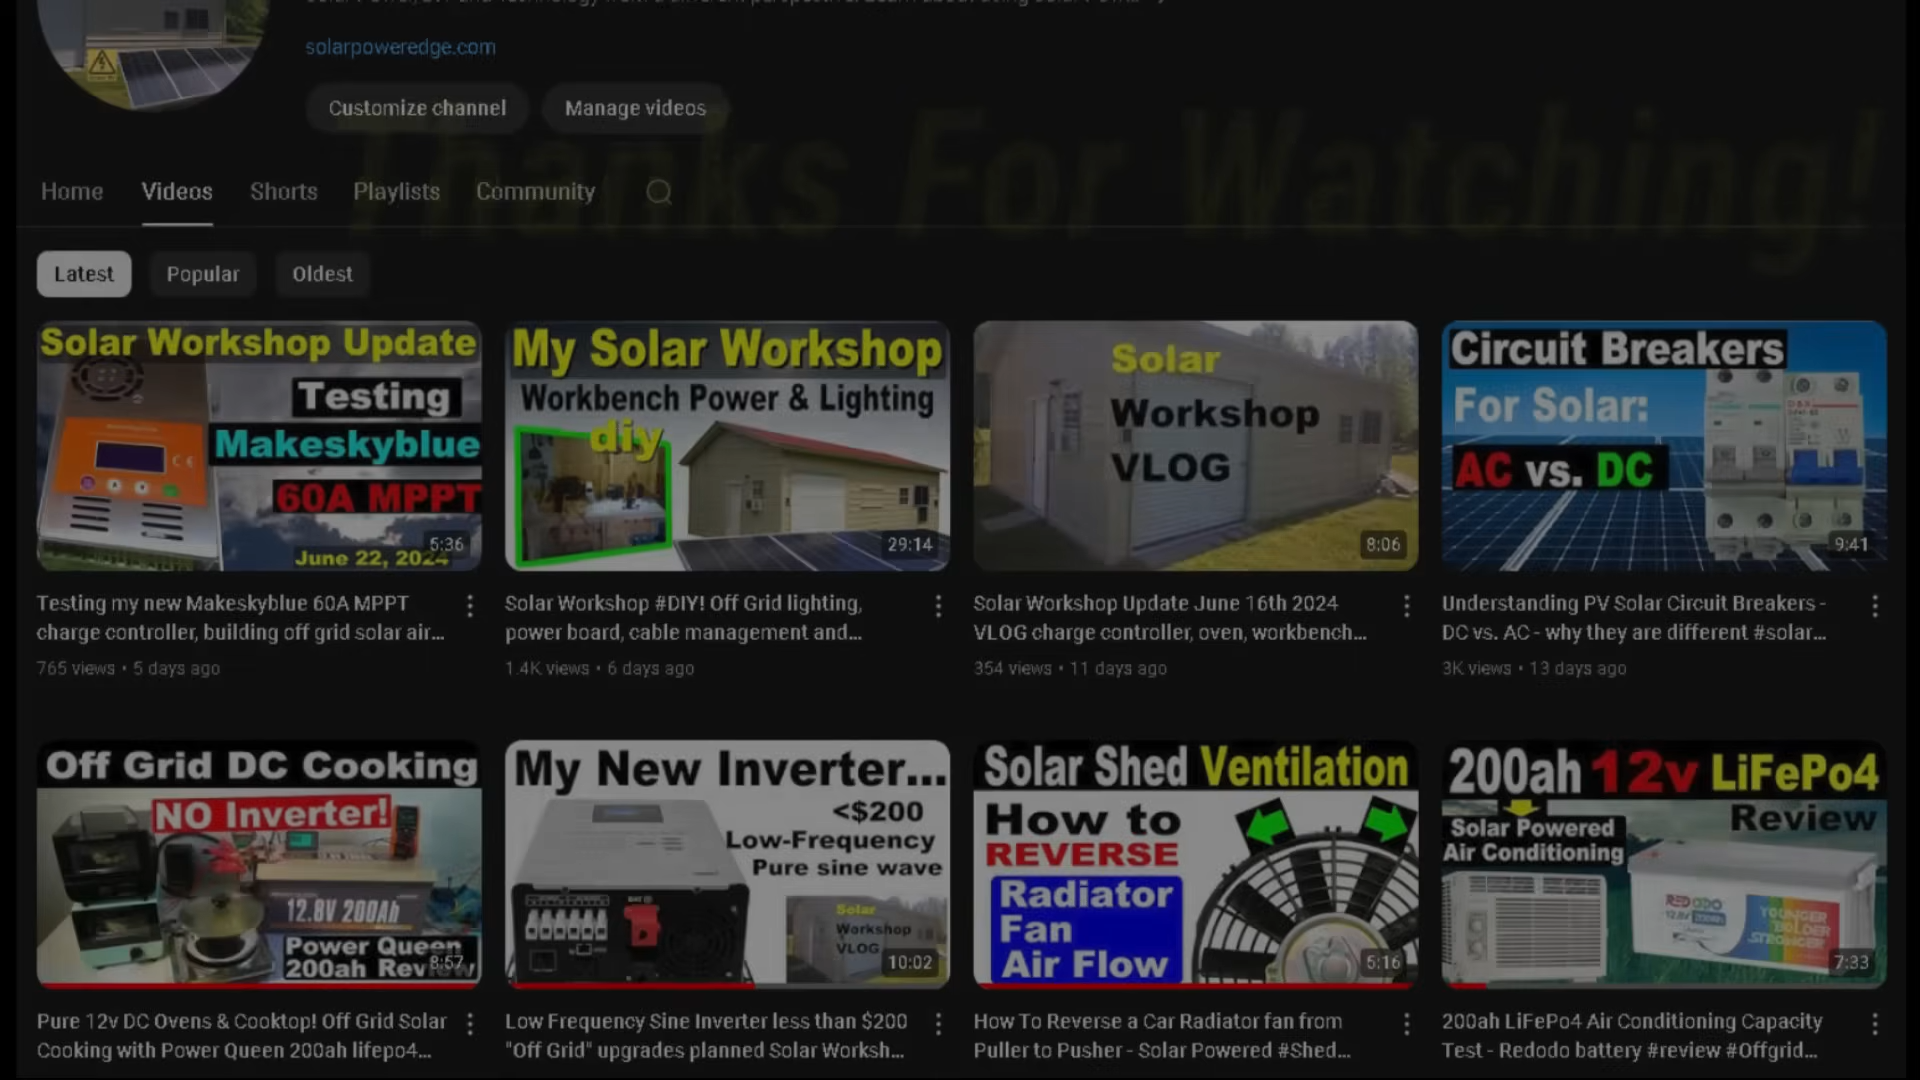 solarpoweredge.com
Customize channel
Manage videos
Thanks For Watching!
Home
Videos
Shorts
Playlists
Community
Latest
Popular
Oldest
Solar Workshop Update
Testing
Makeskyblue
60A MPPT
June 22, 2024
5:36
My Solar Workshop
Workbench Power & Lighting
diy
29:14
Solar
Workshop
VLOG
8:06
Circuit Breakers
For Solar:
AC vs. DC
9:41
Testing my new Makeskyblue 60A MPPT
charge controller, building off grid solar air...
765 views • 5 days ago
Solar Workshop #DIY! Off Grid lighting,
power board, cable management and...
1.4K views • 6 days ago
Solar Workshop Update June 16th 2024
VLOG charge controller, oven, workbench...
354 views • 11 days ago
Understanding PV Solar Circuit Breakers -
DC vs. AC - why they are different #solar...
3K views • 13 days ago
Off Grid DC Cooking
NO Inverter!
12.8V 200Ah
Power Queen
200ah Review
8:57
My New Inverter...
<$200
Low-Frequency
Pure sine wave
Solar
Workshop
VLOG
10:02
Solar Shed Ventilation
How to
REVERSE
Radiator
Fan
Air Flow
5:16
200ah 12v LiFePo4
Review
Solar Powered
Air Conditioning
REDODO
12.8V 200Ah
YOUNGER
BOLDER
STRONGER
7:33
Pure 12v DC Ovens & Cooktop! Off Grid Solar
Cooking with Power Queen 200ah lifepo4...
Low Frequency Sine Inverter less than $200
"Off Grid" upgrades planned Solar Worksh...
How To Reverse a Car Radiator fan from
Puller to Pusher - Solar Powered #Shed...
200ah LiFePo4 Air Conditioning Capacity
Test - Redodo battery #review #Offgrid...